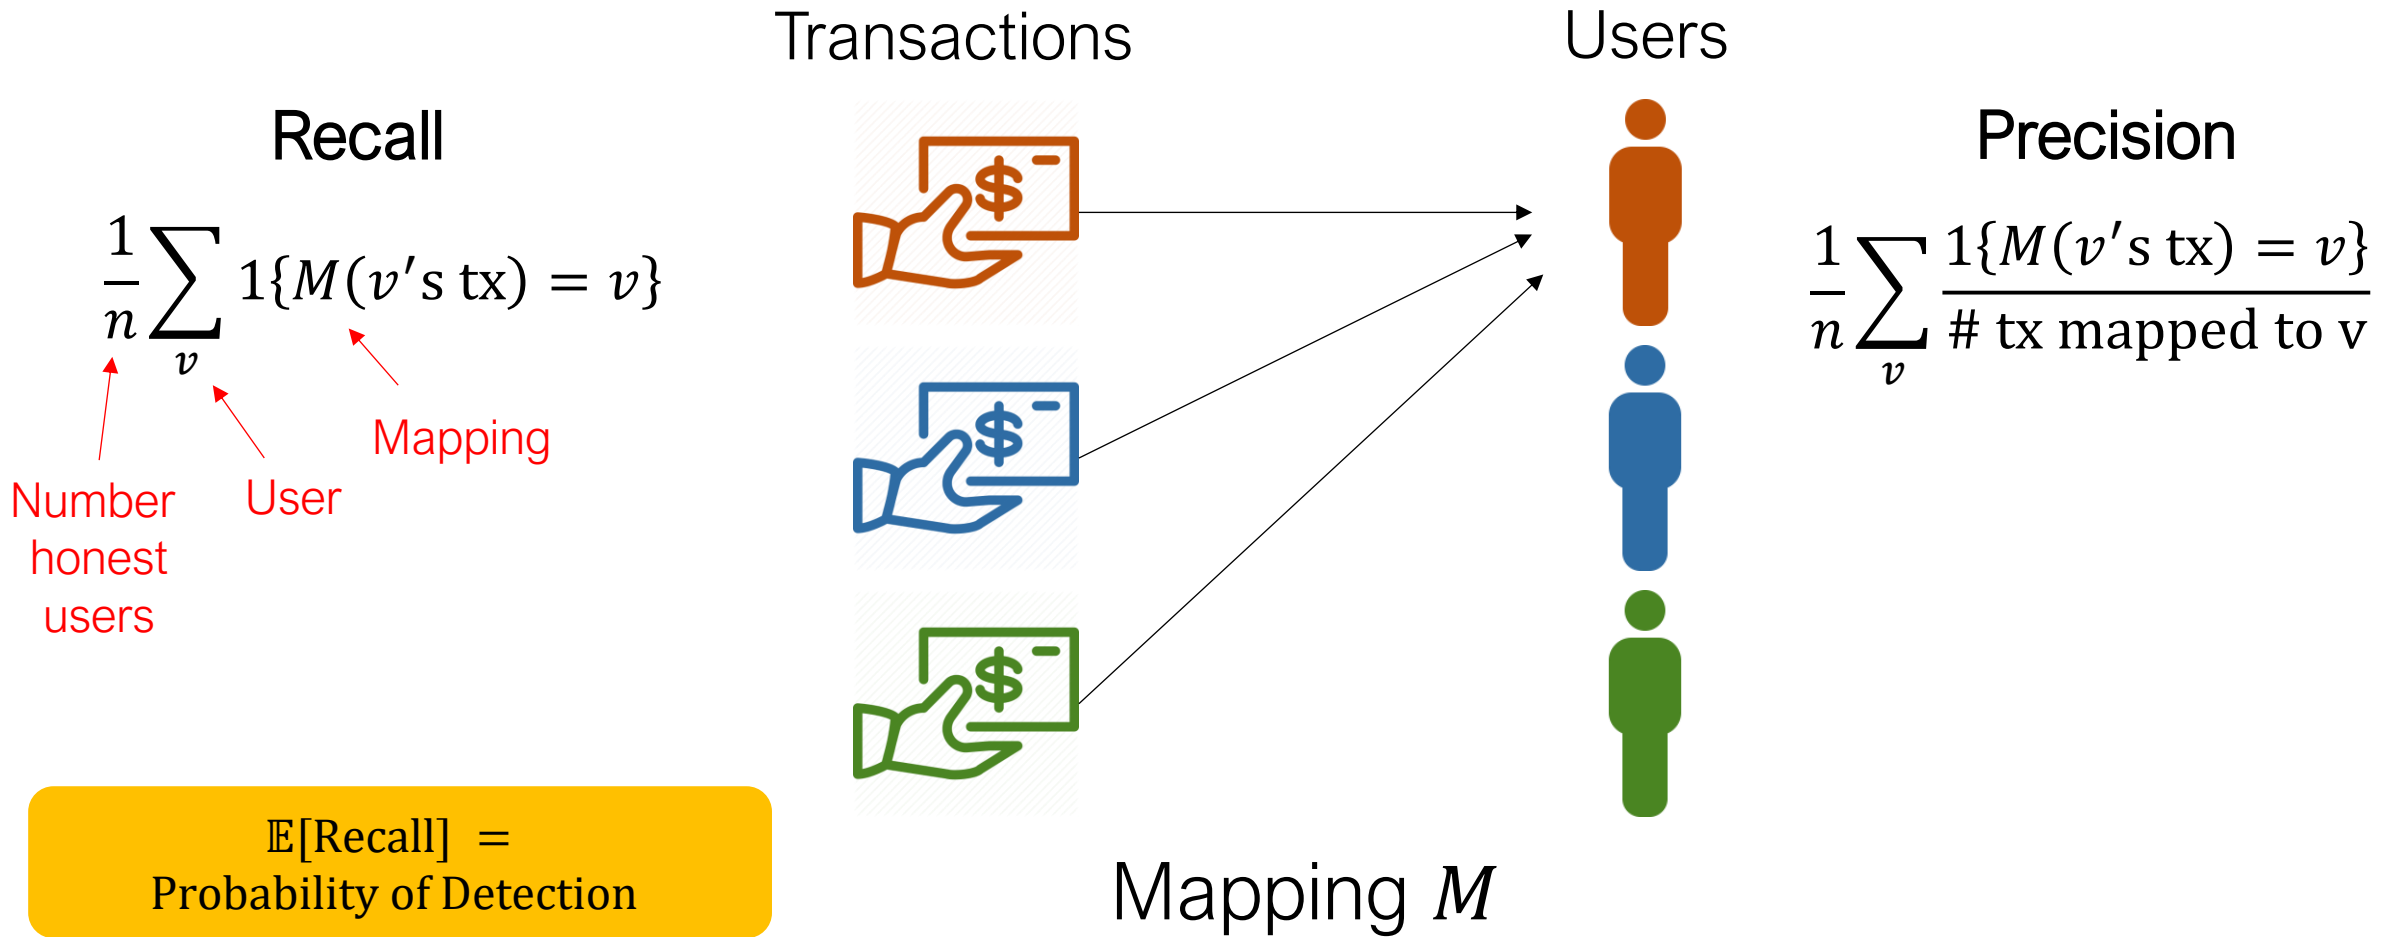 Transactions
Users
Recall
1/n ∑_v 1{M(v′s tx) = v}
Number
honest
users
User
Mapping
Precision
1/n ∑_v 1{M(v′s tx) = v} / # tx mapped to v
𝔼[Recall] =
Probability of Detection
Mapping M